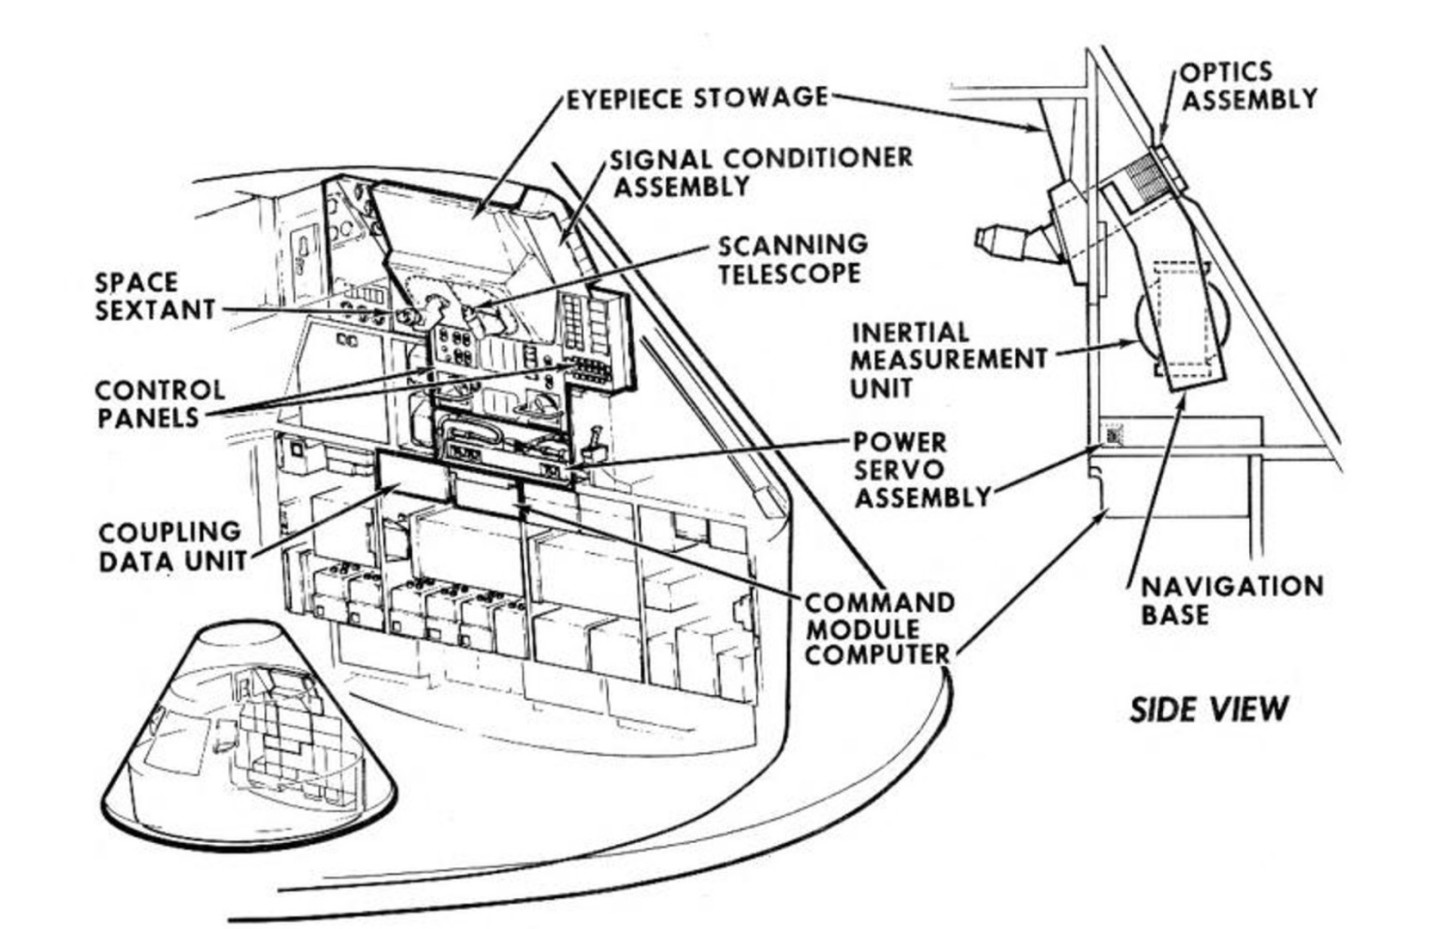 EYEPIECE STOWAGE
OPTICS
ASSEMBLY
SIGNAL CONDITIONER
ASSEMBLY
SCANNING
TELESCOPE
SPACE
SEXTANT
INERTIAL
MEASUREMENT
UNIT
CONTROL
PANELS
POWER
SERVO
ASSEMBLY
COUPLING
DATA UNIT
COMMAND
MODULE
COMPUTER
NAVIGATION
BASE
SIDE VIEW